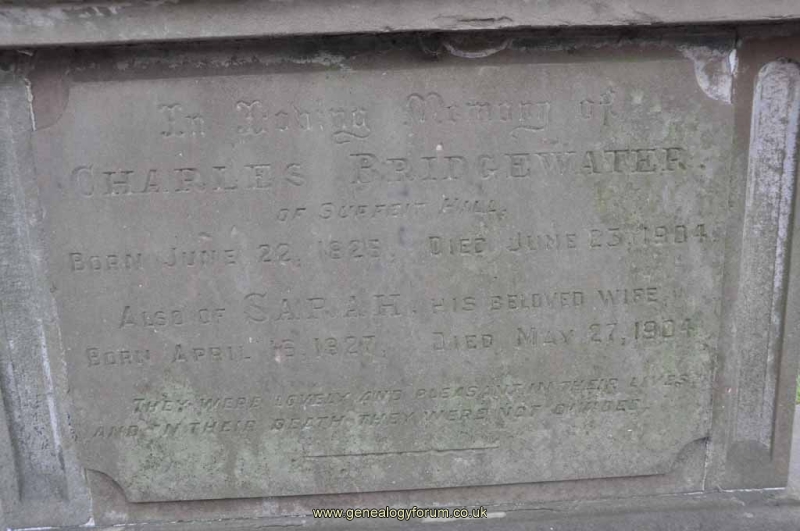 In Loving Memory of
CHARLES BRIDGEWATER
OF SURFEIT HILL,
BORN JUNE 22, 1825, DIED JUNE 23, 1904,
ALSO OF SARAH, HIS BELOVED WIFE,
BORN APRIL 16, 1827, DIED MAY 27, 1904,
THEY WERE LOVELY AND PLEASANT IN THEIR LIVES,
AND IN THEIR DEATH THEY WERE NOT DIVIDED.
www.genealogyforum.co.uk